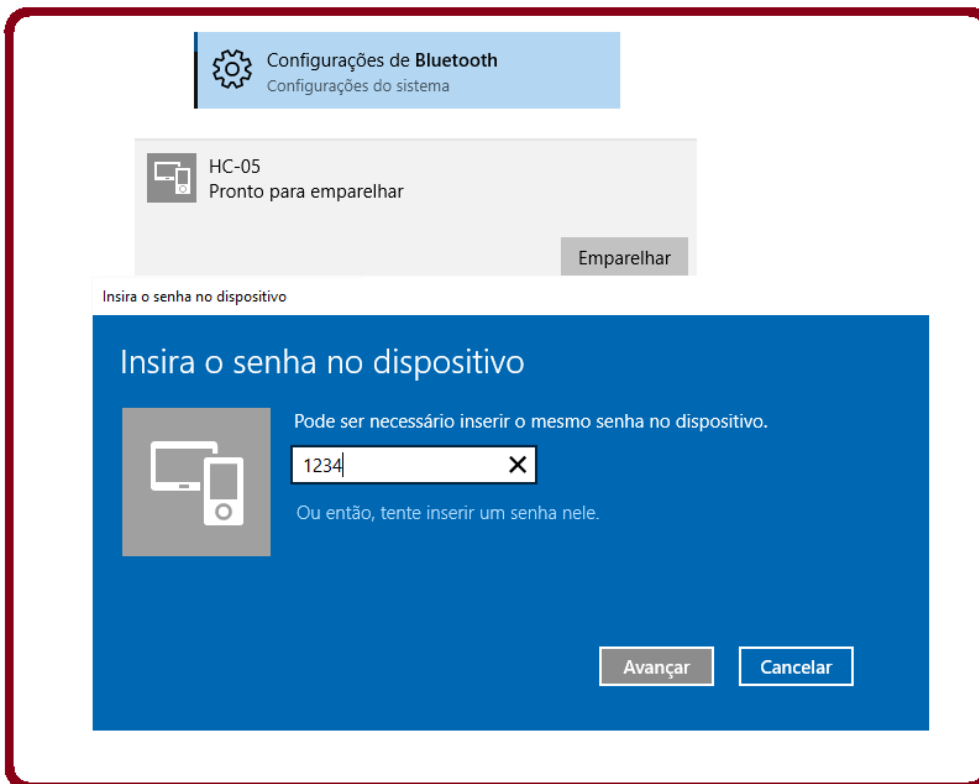 Configurações de Bluetooth
Configurações do sistema
HC-05
Pronto para emparelhar
Emparelhar
Insira o senha no dispositivo
Insira o senha no dispositivo
Pode ser necessário inserir o mesmo senha no dispositivo.
1234
Ou então, tente inserir um senha nele.
Avançar
Cancelar